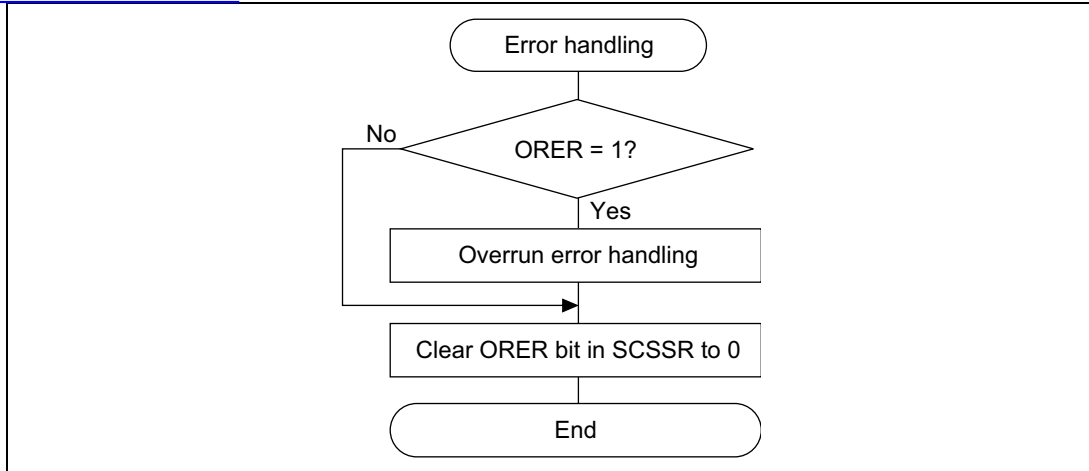 Error handling
No
ORER = 1?
Yes
Overrun error handling
Clear ORER bit in SCSSR to 0
End